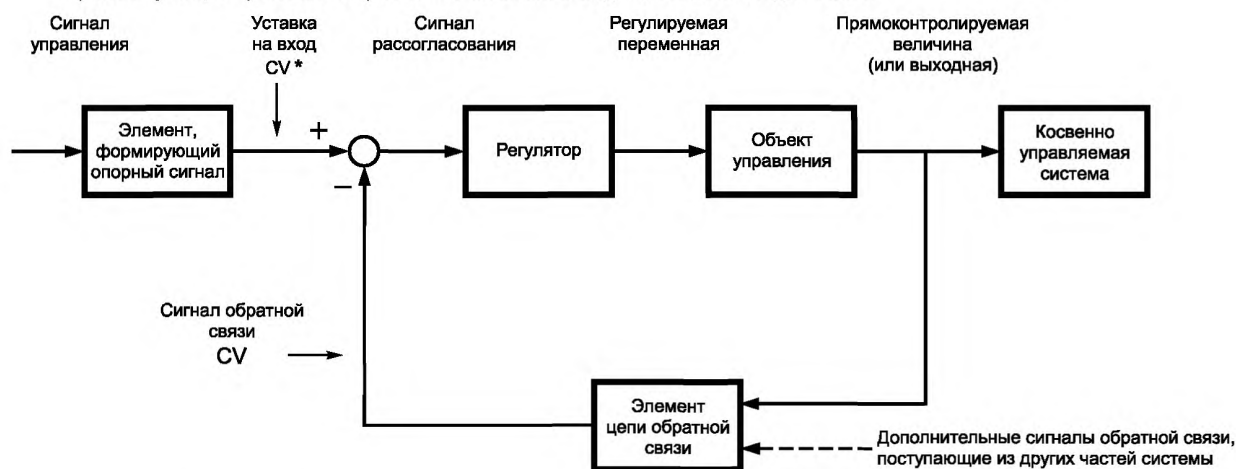 Сигнал
управления
Уставка
на вход
CV*
Сигнал
рассогласования
Регулируемая
переменная
Прямоконтролируемая
величина
(или выходная)
Элемент,
формирующий
опорный сигнал
+
−
Регулятор
Объект
управления
Косвенно
управляемая
система
Сигнал обратной
связи
CV
Элемент
цепи обратной
связи
Дополнительные сигналы обратной связи,
поступающие из других частей системы